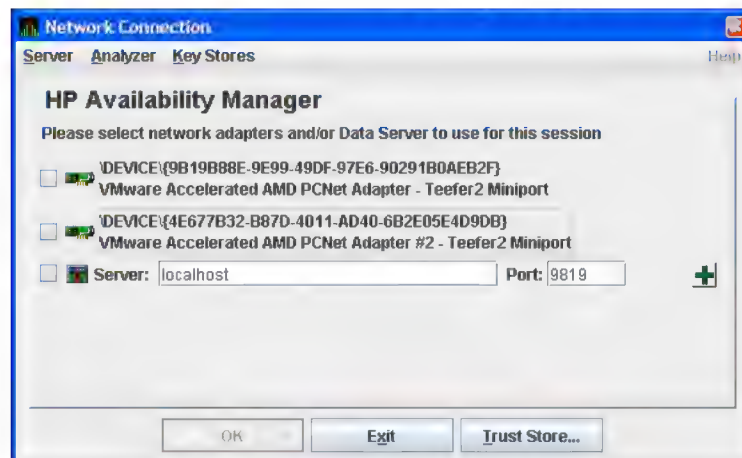 Network Connection
Server Analyzer Key Stores Help
HP Availability Manager
Please select network adapters and/or Data Server to use for this session
\DEVICE\{9B19B88E-9E99-49DF-97E6-90291B0AEB2F}
VMware Accelerated AMD PCNet Adapter - Teefer2 Miniport
\DEVICE\{4E677B32-B87D-4011-AD40-6B2E05E4D9DB}
VMware Accelerated AMD PCNet Adapter #2 - Teefer2 Miniport
Server: localhost Port: 9819
OK Exit Trust Store...